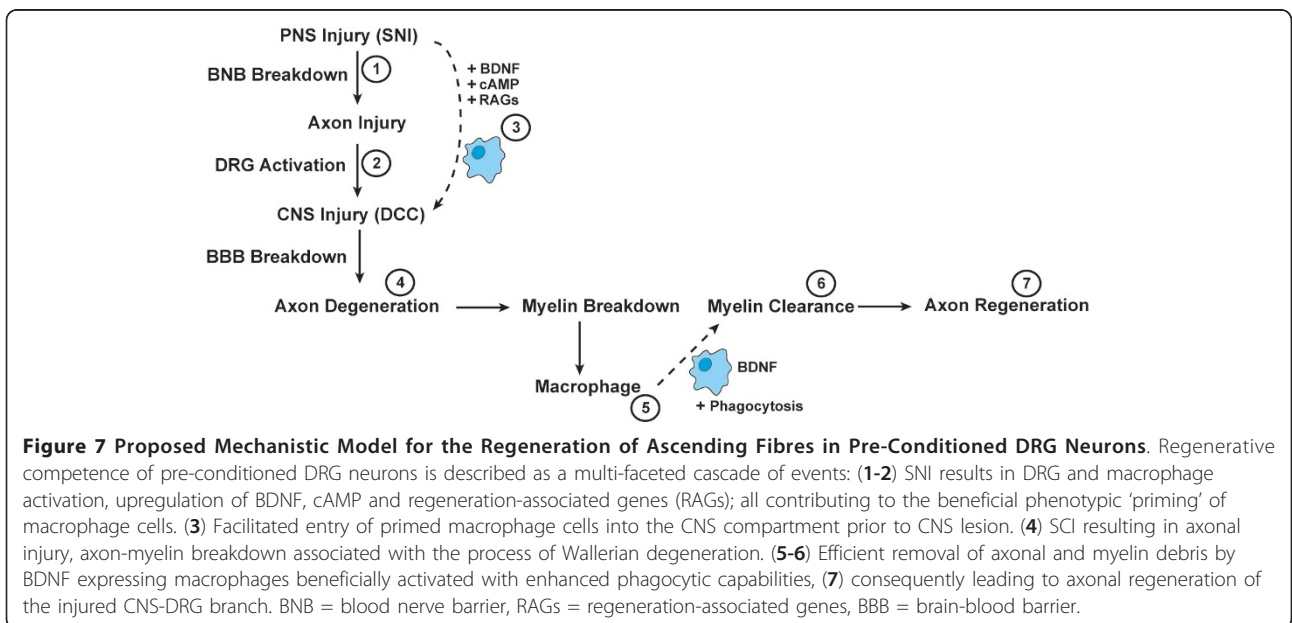 PNS Injury (SNI)
BNB Breakdown
1
+ BDNF
+ cAMP
+ RAGs
3
Axon Injury
DRG Activation
2
CNS Injury (DCC)
BBB Breakdown
4
6
7
Axon Degeneration
Myelin Breakdown
Myelin Clearance
Axon Regeneration
BDNF
Macrophage
5
+ Phagocytosis
Figure 7 Proposed Mechanistic Model for the Regeneration of Ascending Fibres in Pre-Conditioned DRG Neurons. Regenerative
competence of pre-conditioned DRG neurons is described as a multi-faceted cascade of events: (1-2) SNI results in DRG and macrophage
activation, upregulation of BDNF, cAMP and regeneration-associated genes (RAGs); all contributing to the beneficial phenotypic ‘priming’ of
macrophage cells. (3) Facilitated entry of primed macrophage cells into the CNS compartment prior to CNS lesion. (4) SCI resulting in axonal
injury, axon-myelin breakdown associated with the process of Wallerian degeneration. (5-6) Efficient removal of axonal and myelin debris by
BDNF expressing macrophages beneficially activated with enhanced phagocytic capabilities, (7) consequently leading to axonal regeneration of
the injured CNS-DRG branch. BNB = blood nerve barrier, RAGs = regeneration-associated genes, BBB = brain-blood barrier.